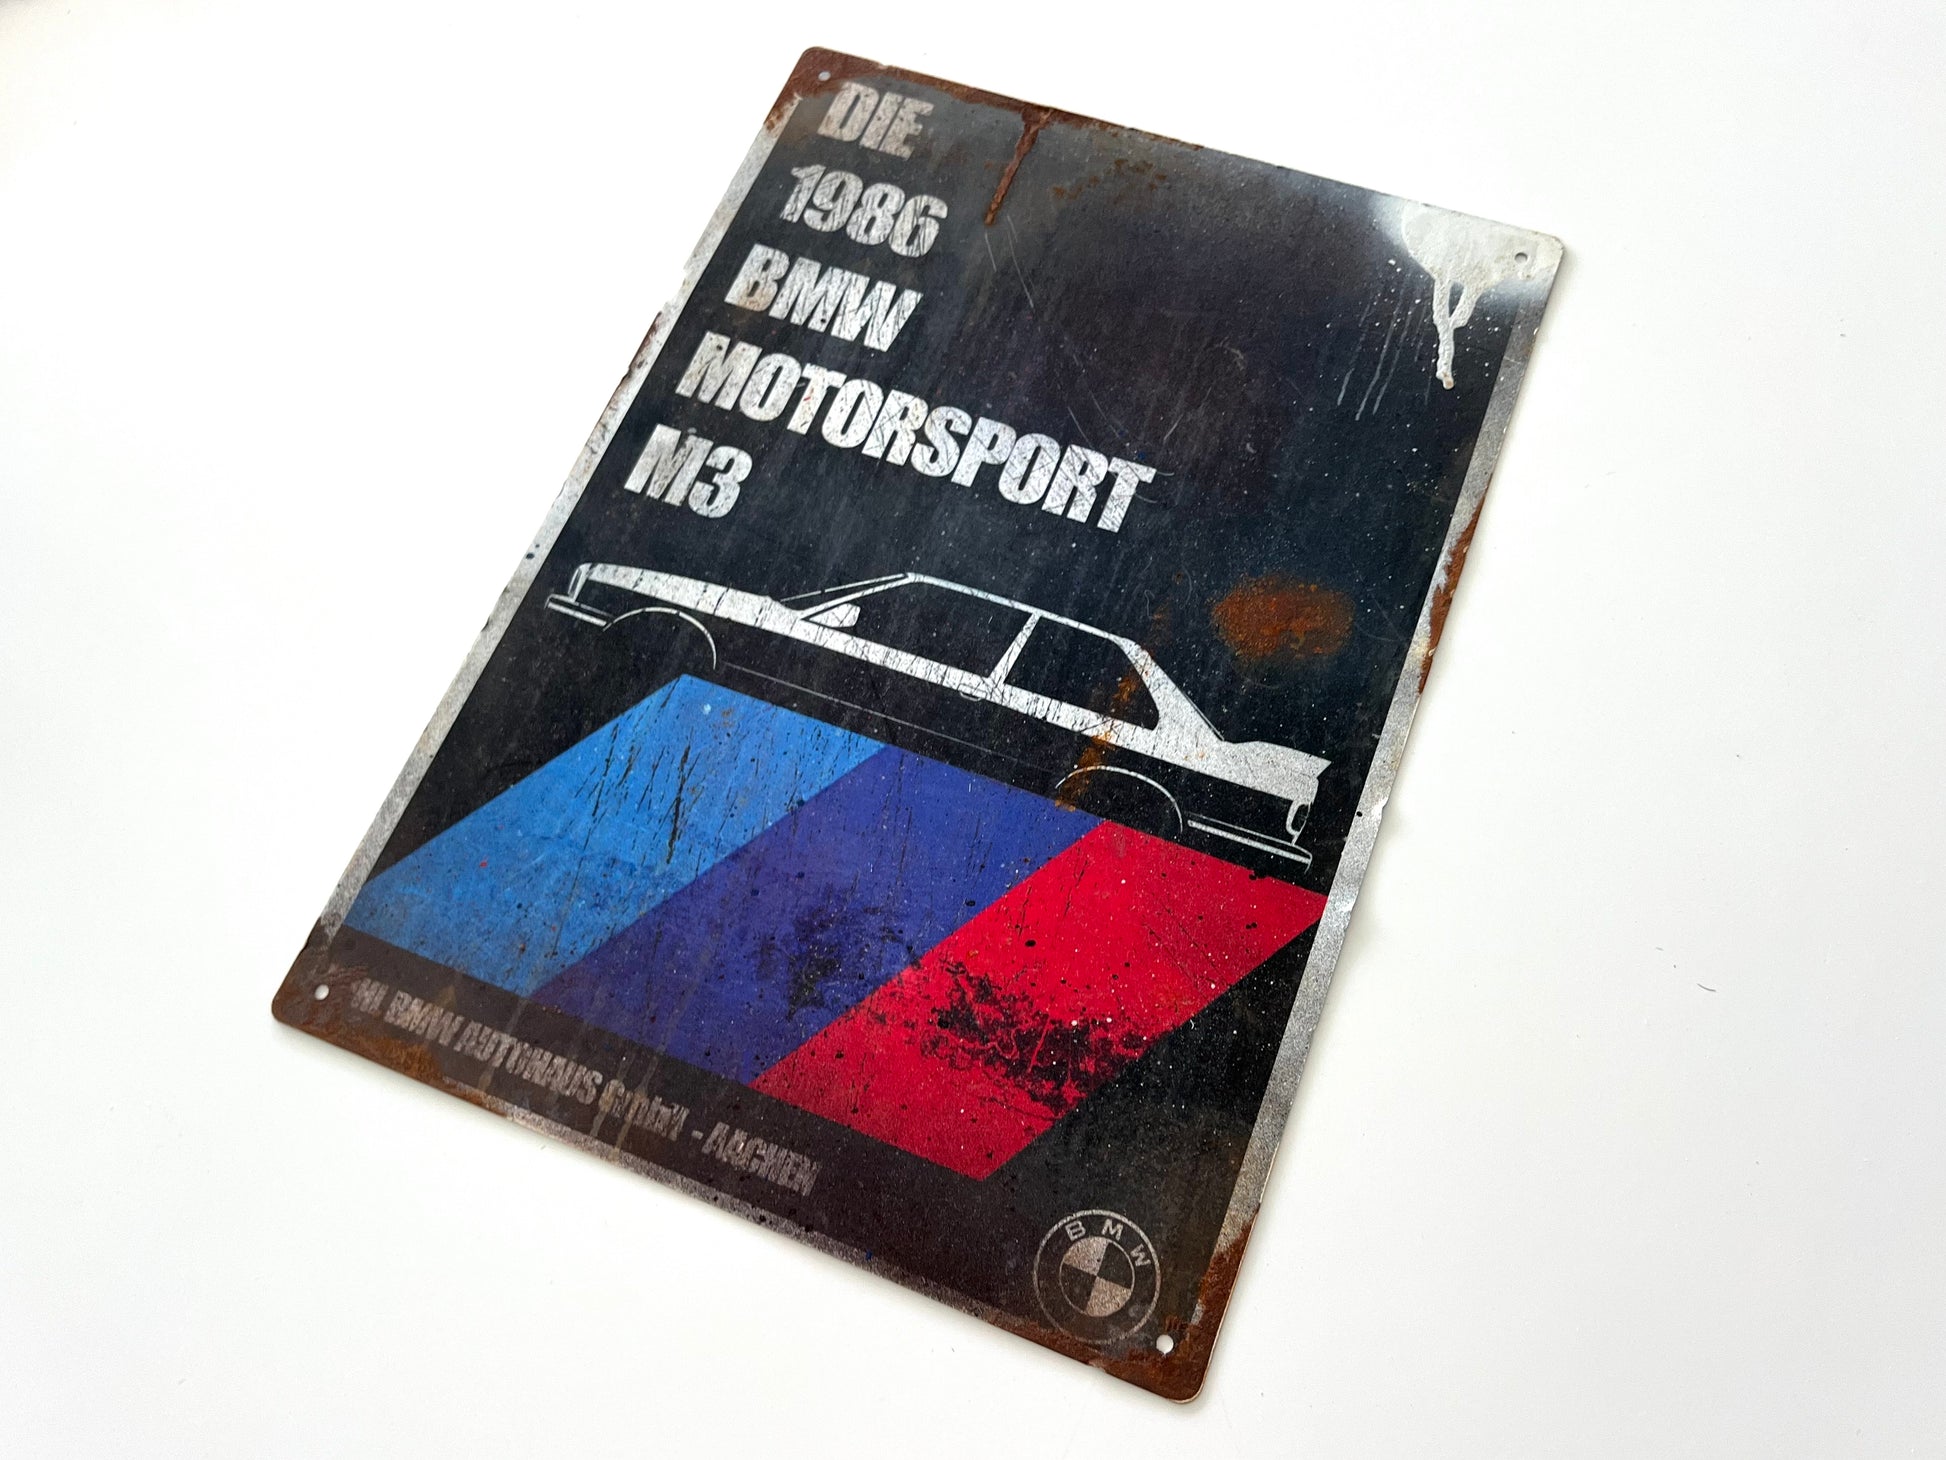 DIE
1986
BMW
MOTORSPORT
M3
BMW AUTOHAUS GmbH - AACHEN
BMW